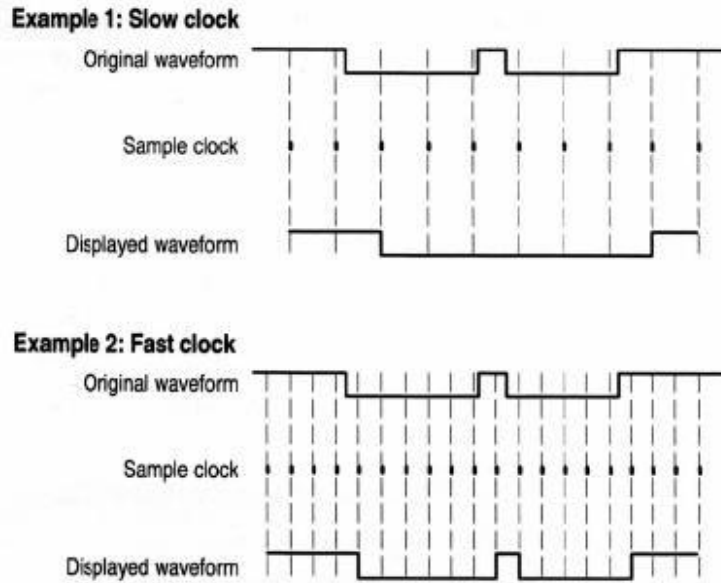 Example 1: Slow clock
Original waveform
Sample clock
Displayed waveform
Example 2: Fast clock
Original waveform
Sample clock
Displayed waveform